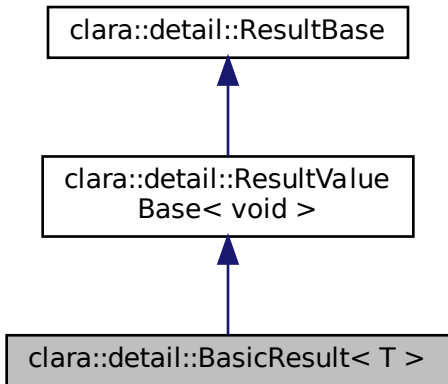 clara::detail::ResultBase
clara::detail::ResultValue
Base< void >
clara::detail::BasicResult< T >